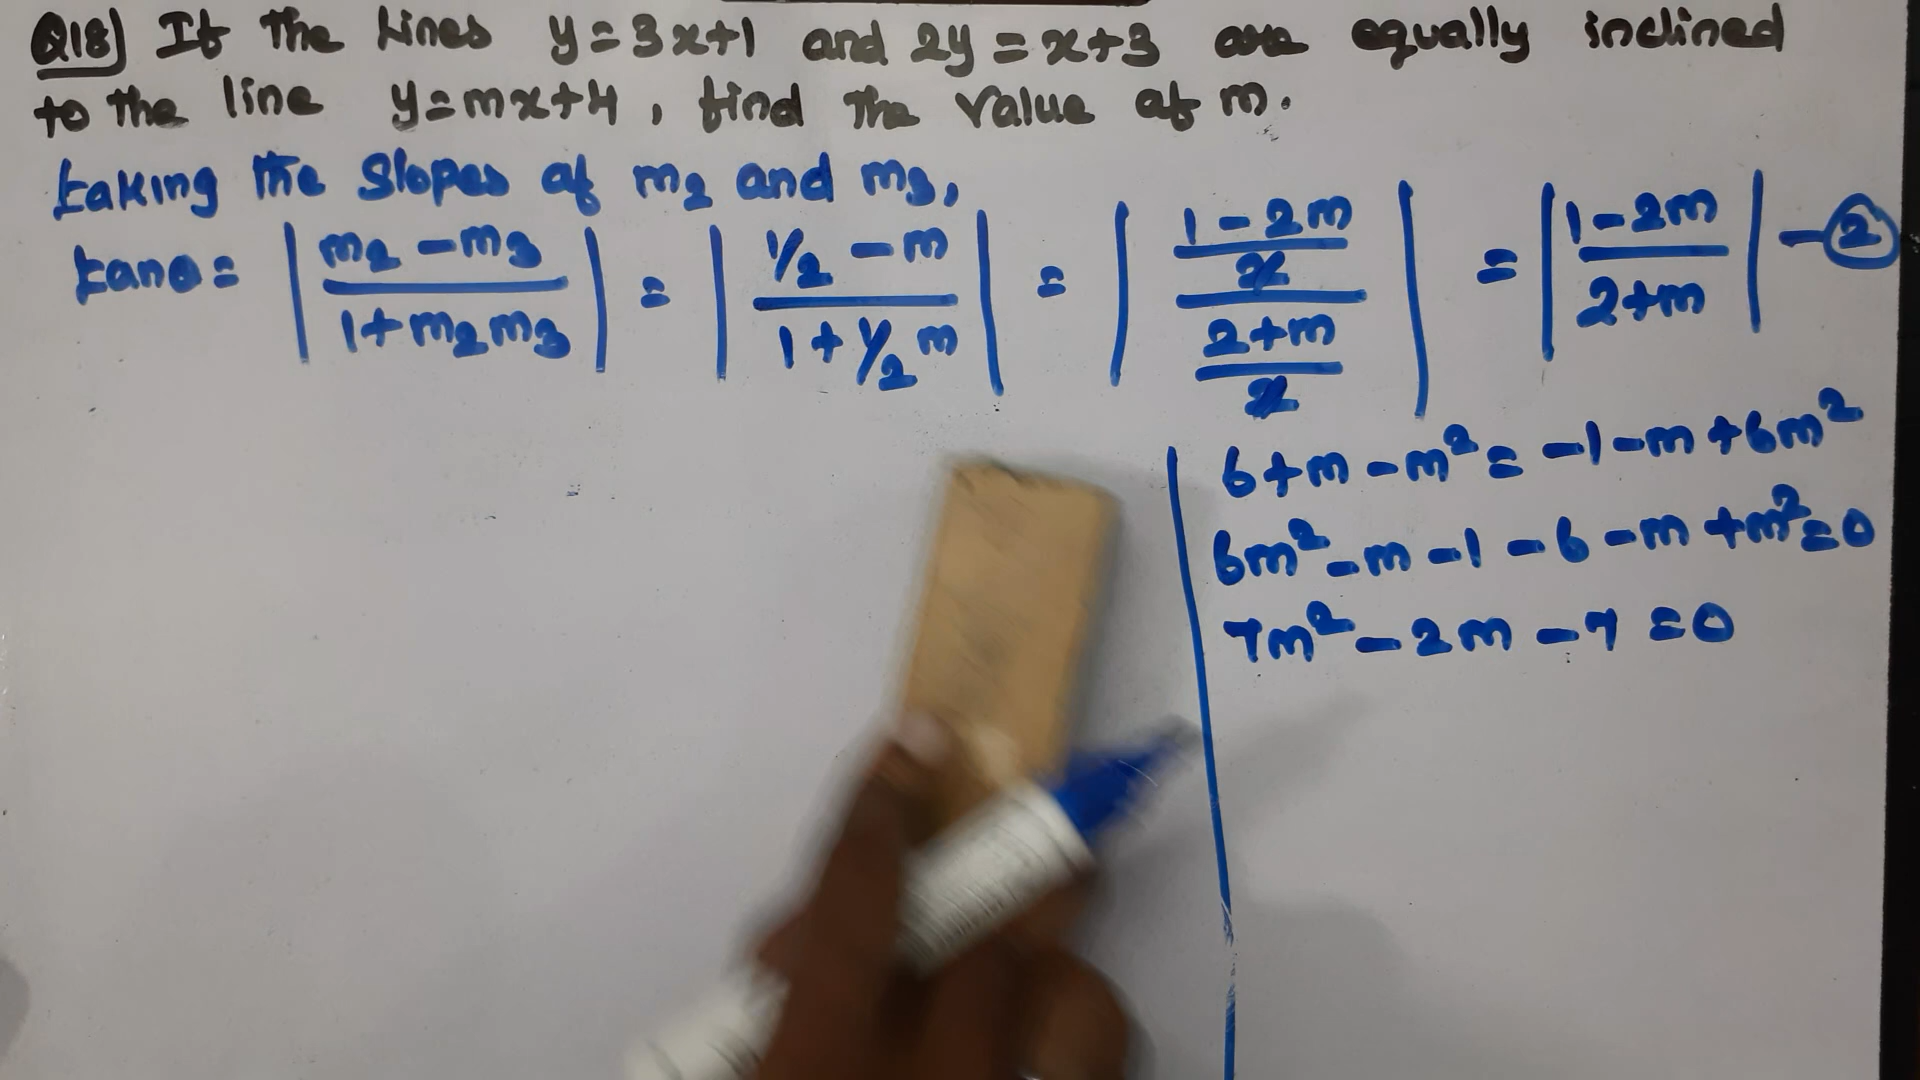 Q18) If the lines y=3x+1 and 2y=x+3 are equally inclined
to the line y=mx+4, find the value of m.
taking the slopes of m₂ and m₃,
tanθ = |(m₂-m₃)/(1+m₂m₃)| = |(1/2-m)/(1+1/2 m)| = |((1-2m)/2)/((2+m)/2)| = |(1-2m)/(2+m)| -②
6+m-m²=-1-m+6m²
6m²-m-1-6-m+m²=0
7m²-2m-7=0